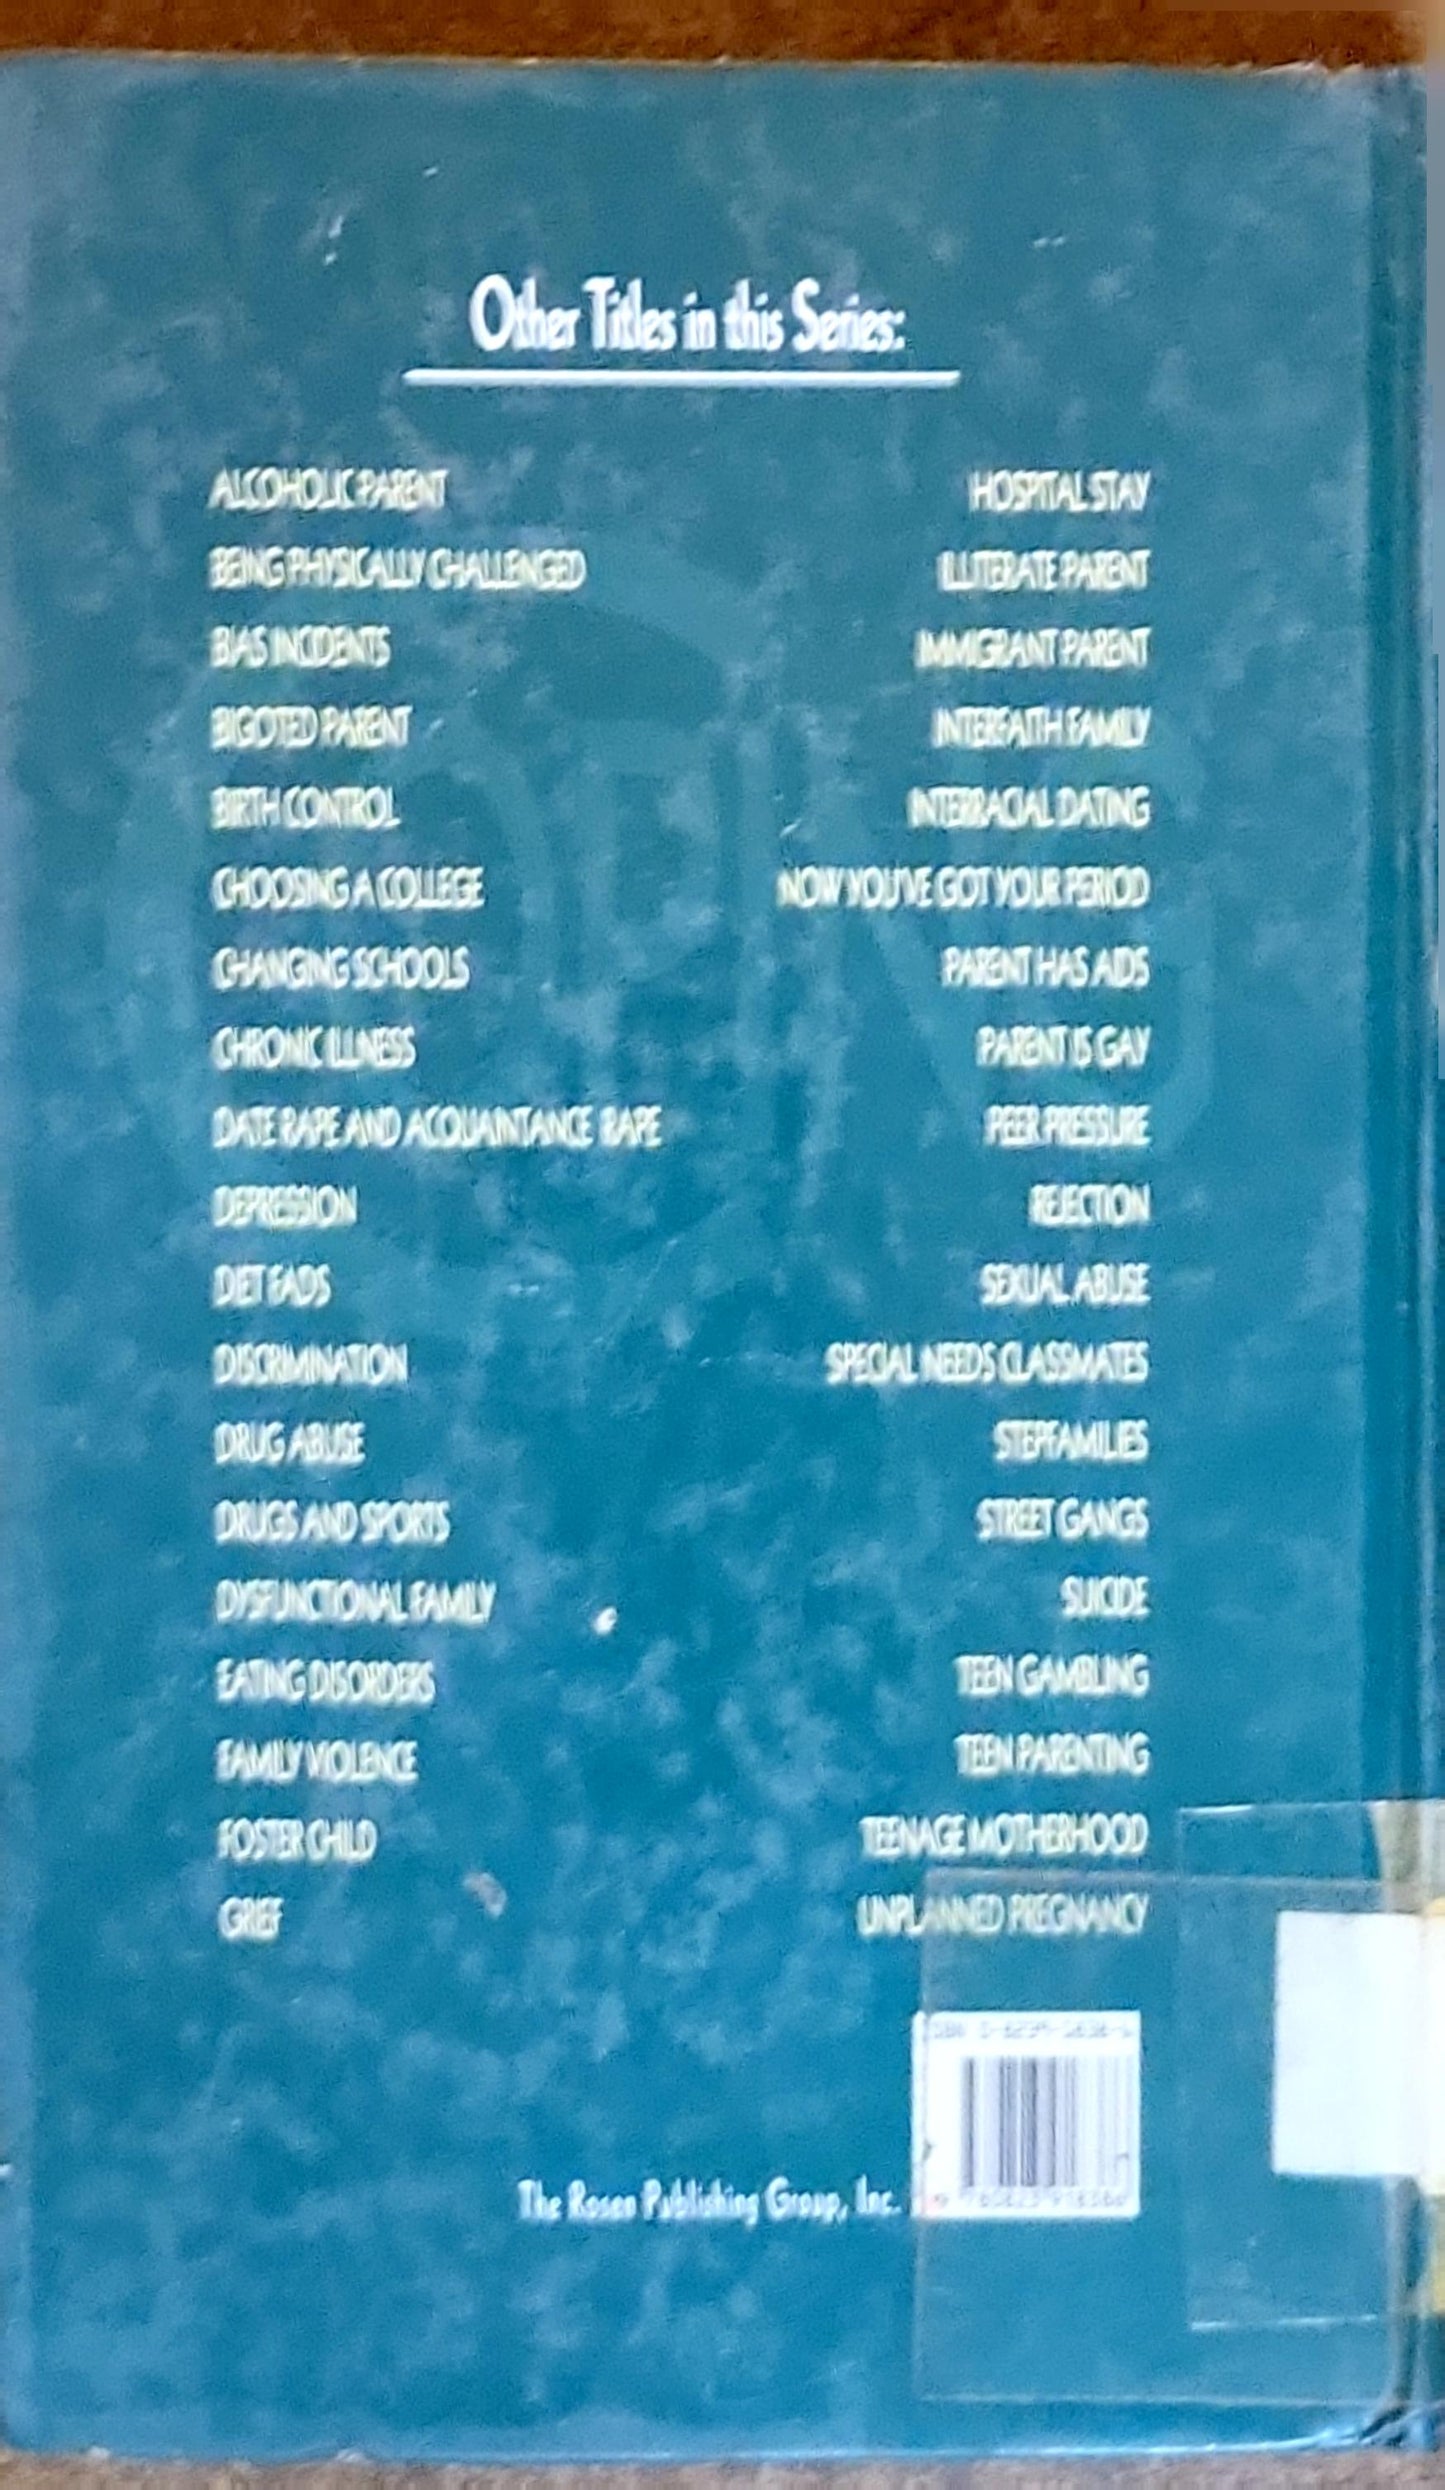 Other Titles in this Series:
ALCOHOLIC PARENT
BEING PHYSICALLY CHALLENGED
BIAS INCIDENTS
BIGOTED PARENT
BIRTH CONTROL
CHOOSING A COLLEGE
CHANGING SCHOOLS
CHRONIC ILLNESS
DATE RAPE AND ACQUAINTANCE RAPE
DEPRESSION
DIET FADS
DISCRIMINATION
DRUG ABUSE
DRUGS AND SPORTS
DYSFUNCTIONAL FAMILY
EATING DISORDERS
FAMILY VIOLENCE
FOSTER CHILD
GRIEF
HOSPITAL STAY
ILLITERATE PARENT
IMMIGRANT PARENT
INTERFAITH FAMILY
INTERRACIAL DATING
NOW YOU'VE GOT YOUR PERIOD
PARENT HAS AIDS
PARENT IS GAY
PEER PRESSURE
REJECTION
SEXUAL ABUSE
SPECIAL NEEDS CLASSMATES
STEPFAMILIES
STREET GANGS
SUICIDE
TEEN GAMBLING
TEEN PARENTING
TEENAGE MOTHERHOOD
UNPLANNED PREGNANCY
ISBN
The Rosen Publishing Group, Inc.